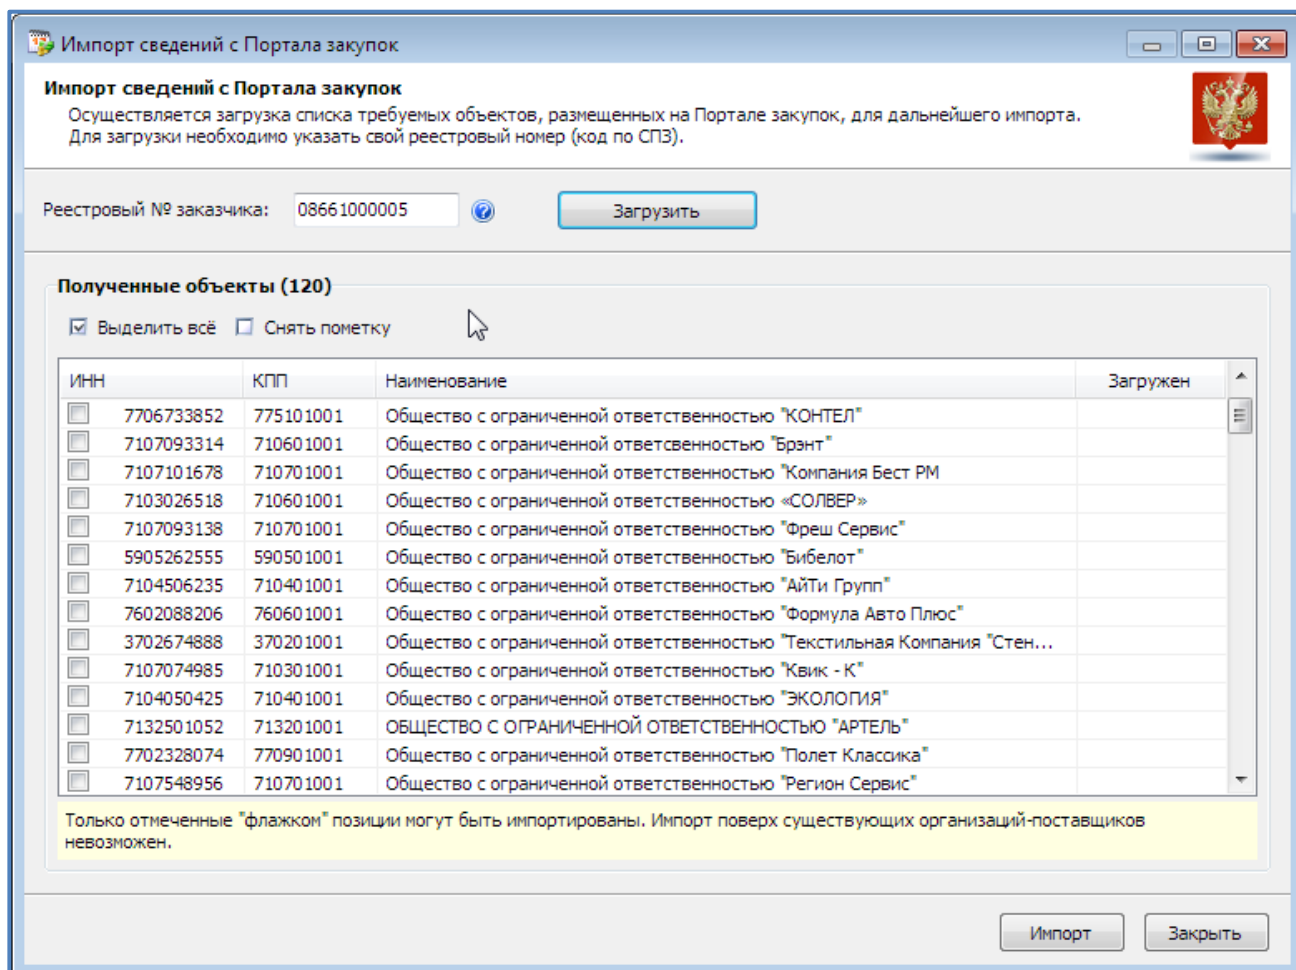 Импорт сведений с Портала закупок
Импорт сведений с Портала закупок
Осуществляется загрузка списка требуемых объектов, размещенных на Портале закупок, для дальнейшего импорта.
Для загрузки необходимо указать свой реестровый номер (код по СПЗ).
Реестровый № заказчика: 08661000005 Загрузить
Полученные объекты (120)
Выделить всё Снять пометку
ИНН КПП Наименование Загружен
7706733852 775101001 Общество с ограниченной ответственностью "КОНТЕЛ"
7107093314 710601001 Общество с ограниченной ответсвенностью "Брэнт"
7107101678 710701001 Общество с ограниченной ответственностью "Компания Бест РМ
7103026518 710601001 Общество с ограниченной ответственностью «СОЛВЕР»
7107093138 710701001 Общество с ограниченной ответственностью "Фреш Сервис"
5905262555 590501001 Общество с ограниченной ответственностью "Бибелот"
7104506235 710401001 Общество с ограниченной ответственностью "АйТи Групп"
7602088206 760601001 Общество с ограниченной ответственностью "Формула Авто Плюс"
3702674888 370201001 Общество с ограниченной ответственностью "Текстильная Компания "Стен...
7107074985 710301001 Общество с ограниченной ответственностью "Квик - К"
7104050425 710401001 Общество с ограниченной ответственностью "ЭКОЛОГИЯ"
7132501052 713201001 ОБЩЕСТВО С ОГРАНИЧЕННОЙ ОТВЕТСТВЕННОСТЬЮ "АРТЕЛЬ"
7702328074 770901001 Общество с ограниченной ответственностью "Полет Классика"
7107548956 710701001 Общество с ограниченной ответственностью "Регион Сервис"
Только отмеченные "флажком" позиции могут быть импортированы. Импорт поверх существующих организаций-поставщиков
невозможен.
Импорт Закрыть